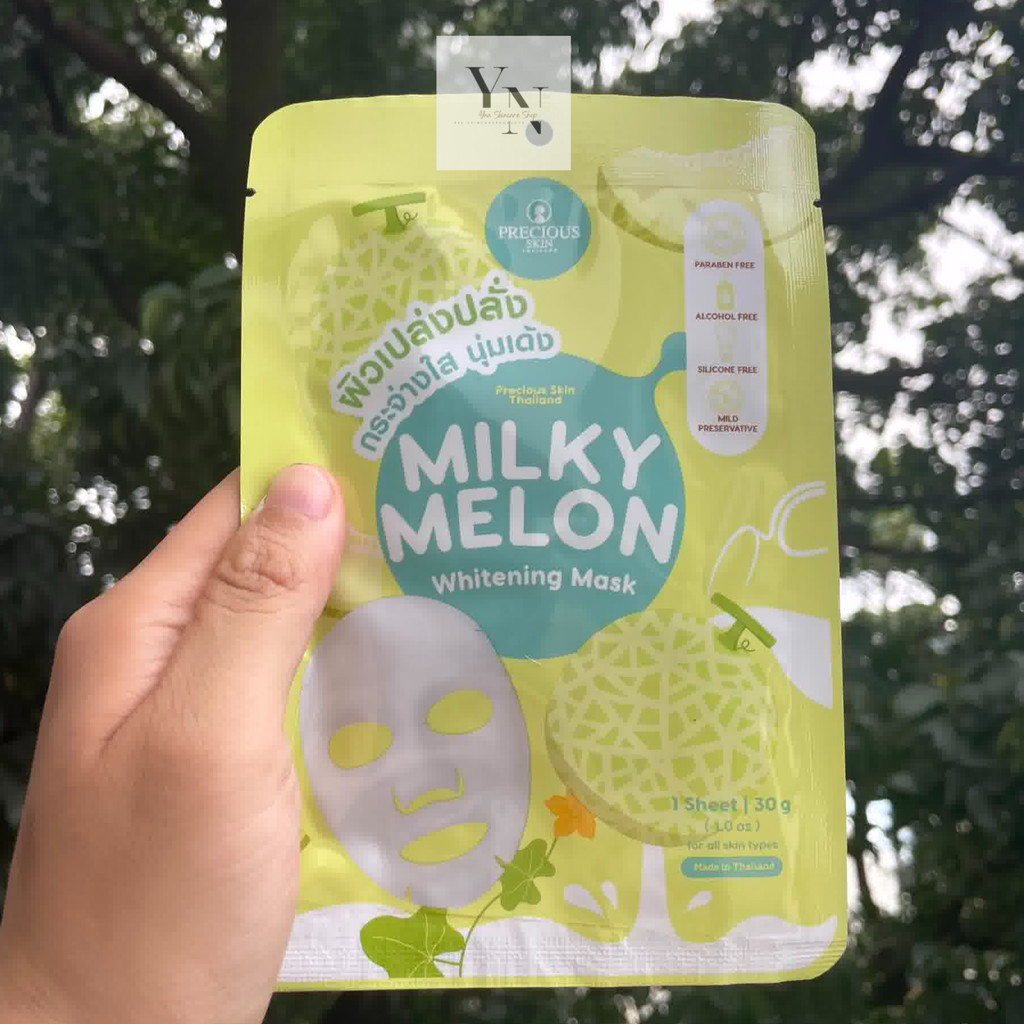 YN
PRECIOUS
SKIN
THAILAND
ผิวเปล่งปลั่ง
กระจ่างใส นุ่มเด้ง
PARABEN FREE
ALCOHOL FREE
SILICONE FREE
MILD
PRESERVATIVE
Precious Skin
Thailand
MILKY
MELON
Whitening Mask
1 Sheet | 30 g
( 1.0 oz )
for all skin types
Made in Thailand